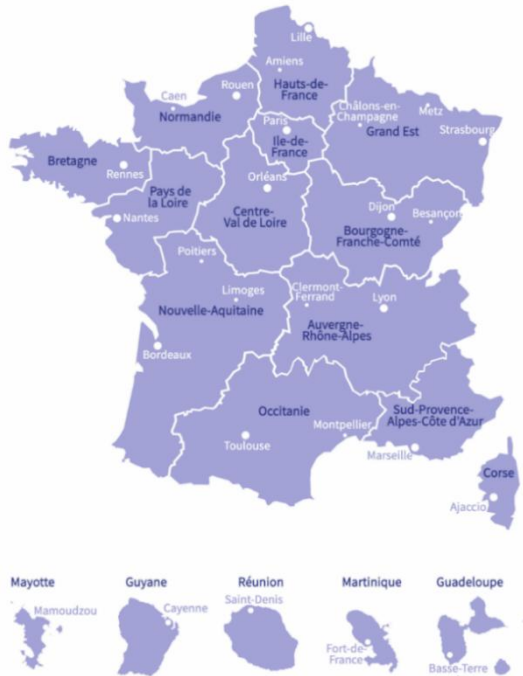 Lille
Amiens
Hauts-de-
France
Rouen
Caen
Normandie
Châlons-en-
Champagne
Metz
Grand Est
Strasbourg
Paris
Ile-de-
France
Bretagne
Rennes
Pays de
la Loire
Nantes
Orléans
Centre-
Val de Loire
Dijon
Besançon
Bourgogne-
Franche-Comté
Poitiers
Limoges
Nouvelle-Aquitaine
Bordeaux
Clermont-
Ferrand
Lyon
Auvergne-
Rhône-Alpes
Occitanie
Toulouse
Montpellier
Sud-Provence-
Alpes-Côte d'Azur
Marseille
Corse
Ajaccio
Mayotte
Mamoudzou
Guyane
Cayenne
Réunion
Saint-Denis
Martinique
Fort-de-
France
Guadeloupe
Basse-Terre